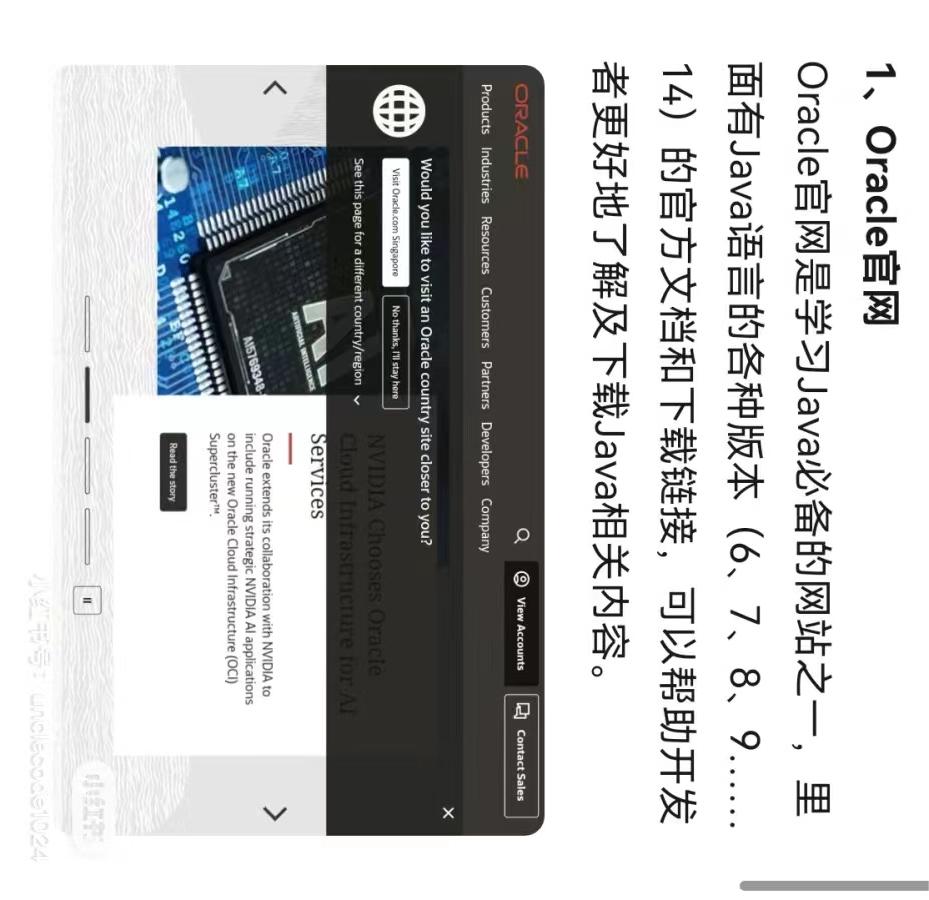 1、Oracle官网
Oracle官网是学习Java必备的网站之一，里
面有Java语言的各种版本（6、7、8、9……
14）的官方文档和下载链接，可以帮助开发
者更好地了解及下载Java相关内容。
ORACLE
View Accounts
Contact Sales
Products Industries Resources Customers Partners Developers Company
Would you like to visit an Oracle country site closer to you?
Visit Oracle.com Singapore
No thanks, I'll stay here
See this page for a different country/region
NVIDIA Chooses Oracle
Cloud Infrastructure for AI
Services
Oracle extends its collaboration with NVIDIA to
include running strategic NVIDIA AI applications
on the new Oracle Cloud Infrastructure (OCI)
Supercluster™.
Read the story
AI
ARTIFICIAL INTELLIGENCE
小红书
小红书号：unclecode1024